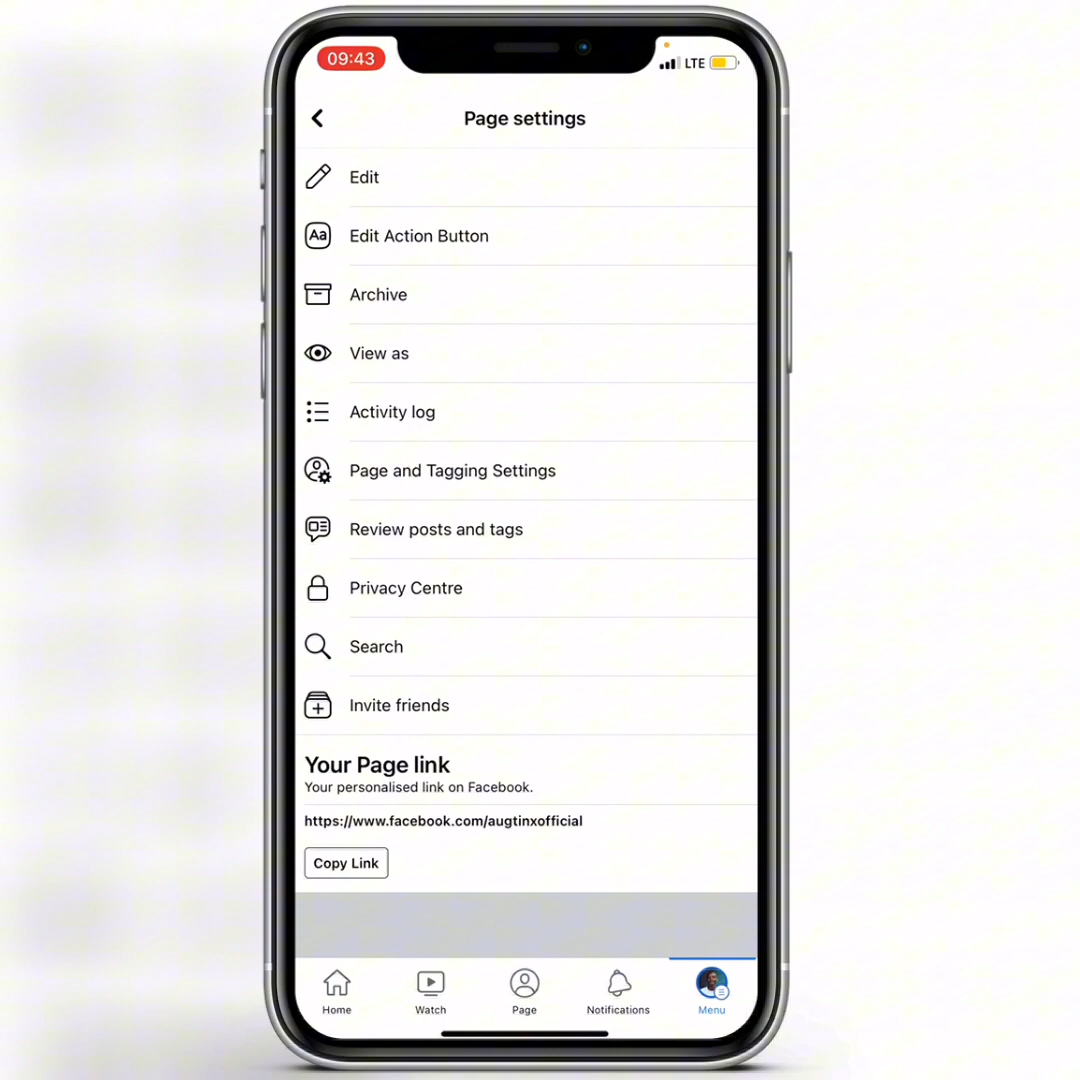 09:43
LTE
Page settings
Edit
Aa
Edit Action Button
Archive
View as
Activity log
Page and Tagging Settings
Review posts and tags
Privacy Centre
Search
Invite friends
Your Page link
Your personalised link on Facebook.
https://www.facebook.com/augtinxofficial
Copy Link
Home
Watch
Page
Notifications
Menu